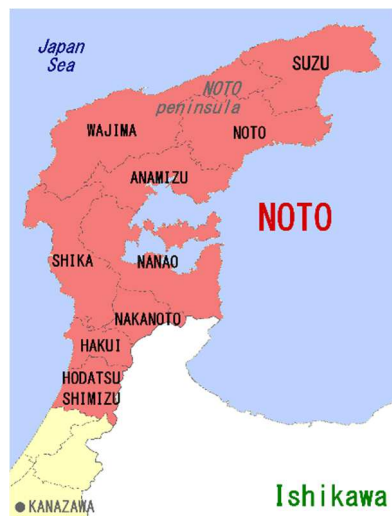 Japan
Sea
SUZU
NOTO
peninsula
WAJIMA
NOTO
ANAMIZU
NOTO
SHIKA
NANAO
NAKANOTO
HAKUI
HODATSU
SHIMIZU
Ishikawa
KANAZAWA